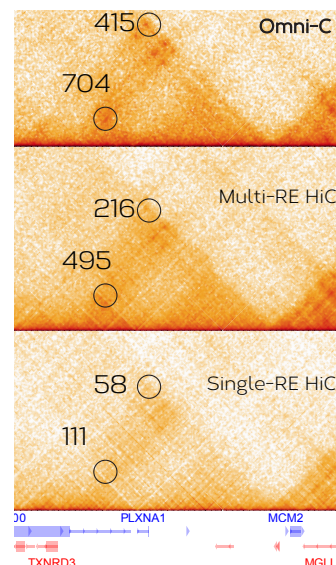 415
Omni-C
704
216
Multi-RE HiC
495
58
Single-RE HiC
111
00 PLXNA1 MCM2
TXNRD3 MGLL